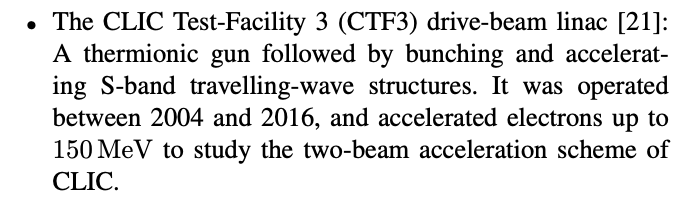 • The CLIC Test-Facility 3 (CTF3) drive-beam linac [21]:
A thermionic gun followed by bunching and accelerat-
ing S-band travelling-wave structures. It was operated
between 2004 and 2016, and accelerated electrons up to
150 MeV to study the two-beam acceleration scheme of
CLIC.